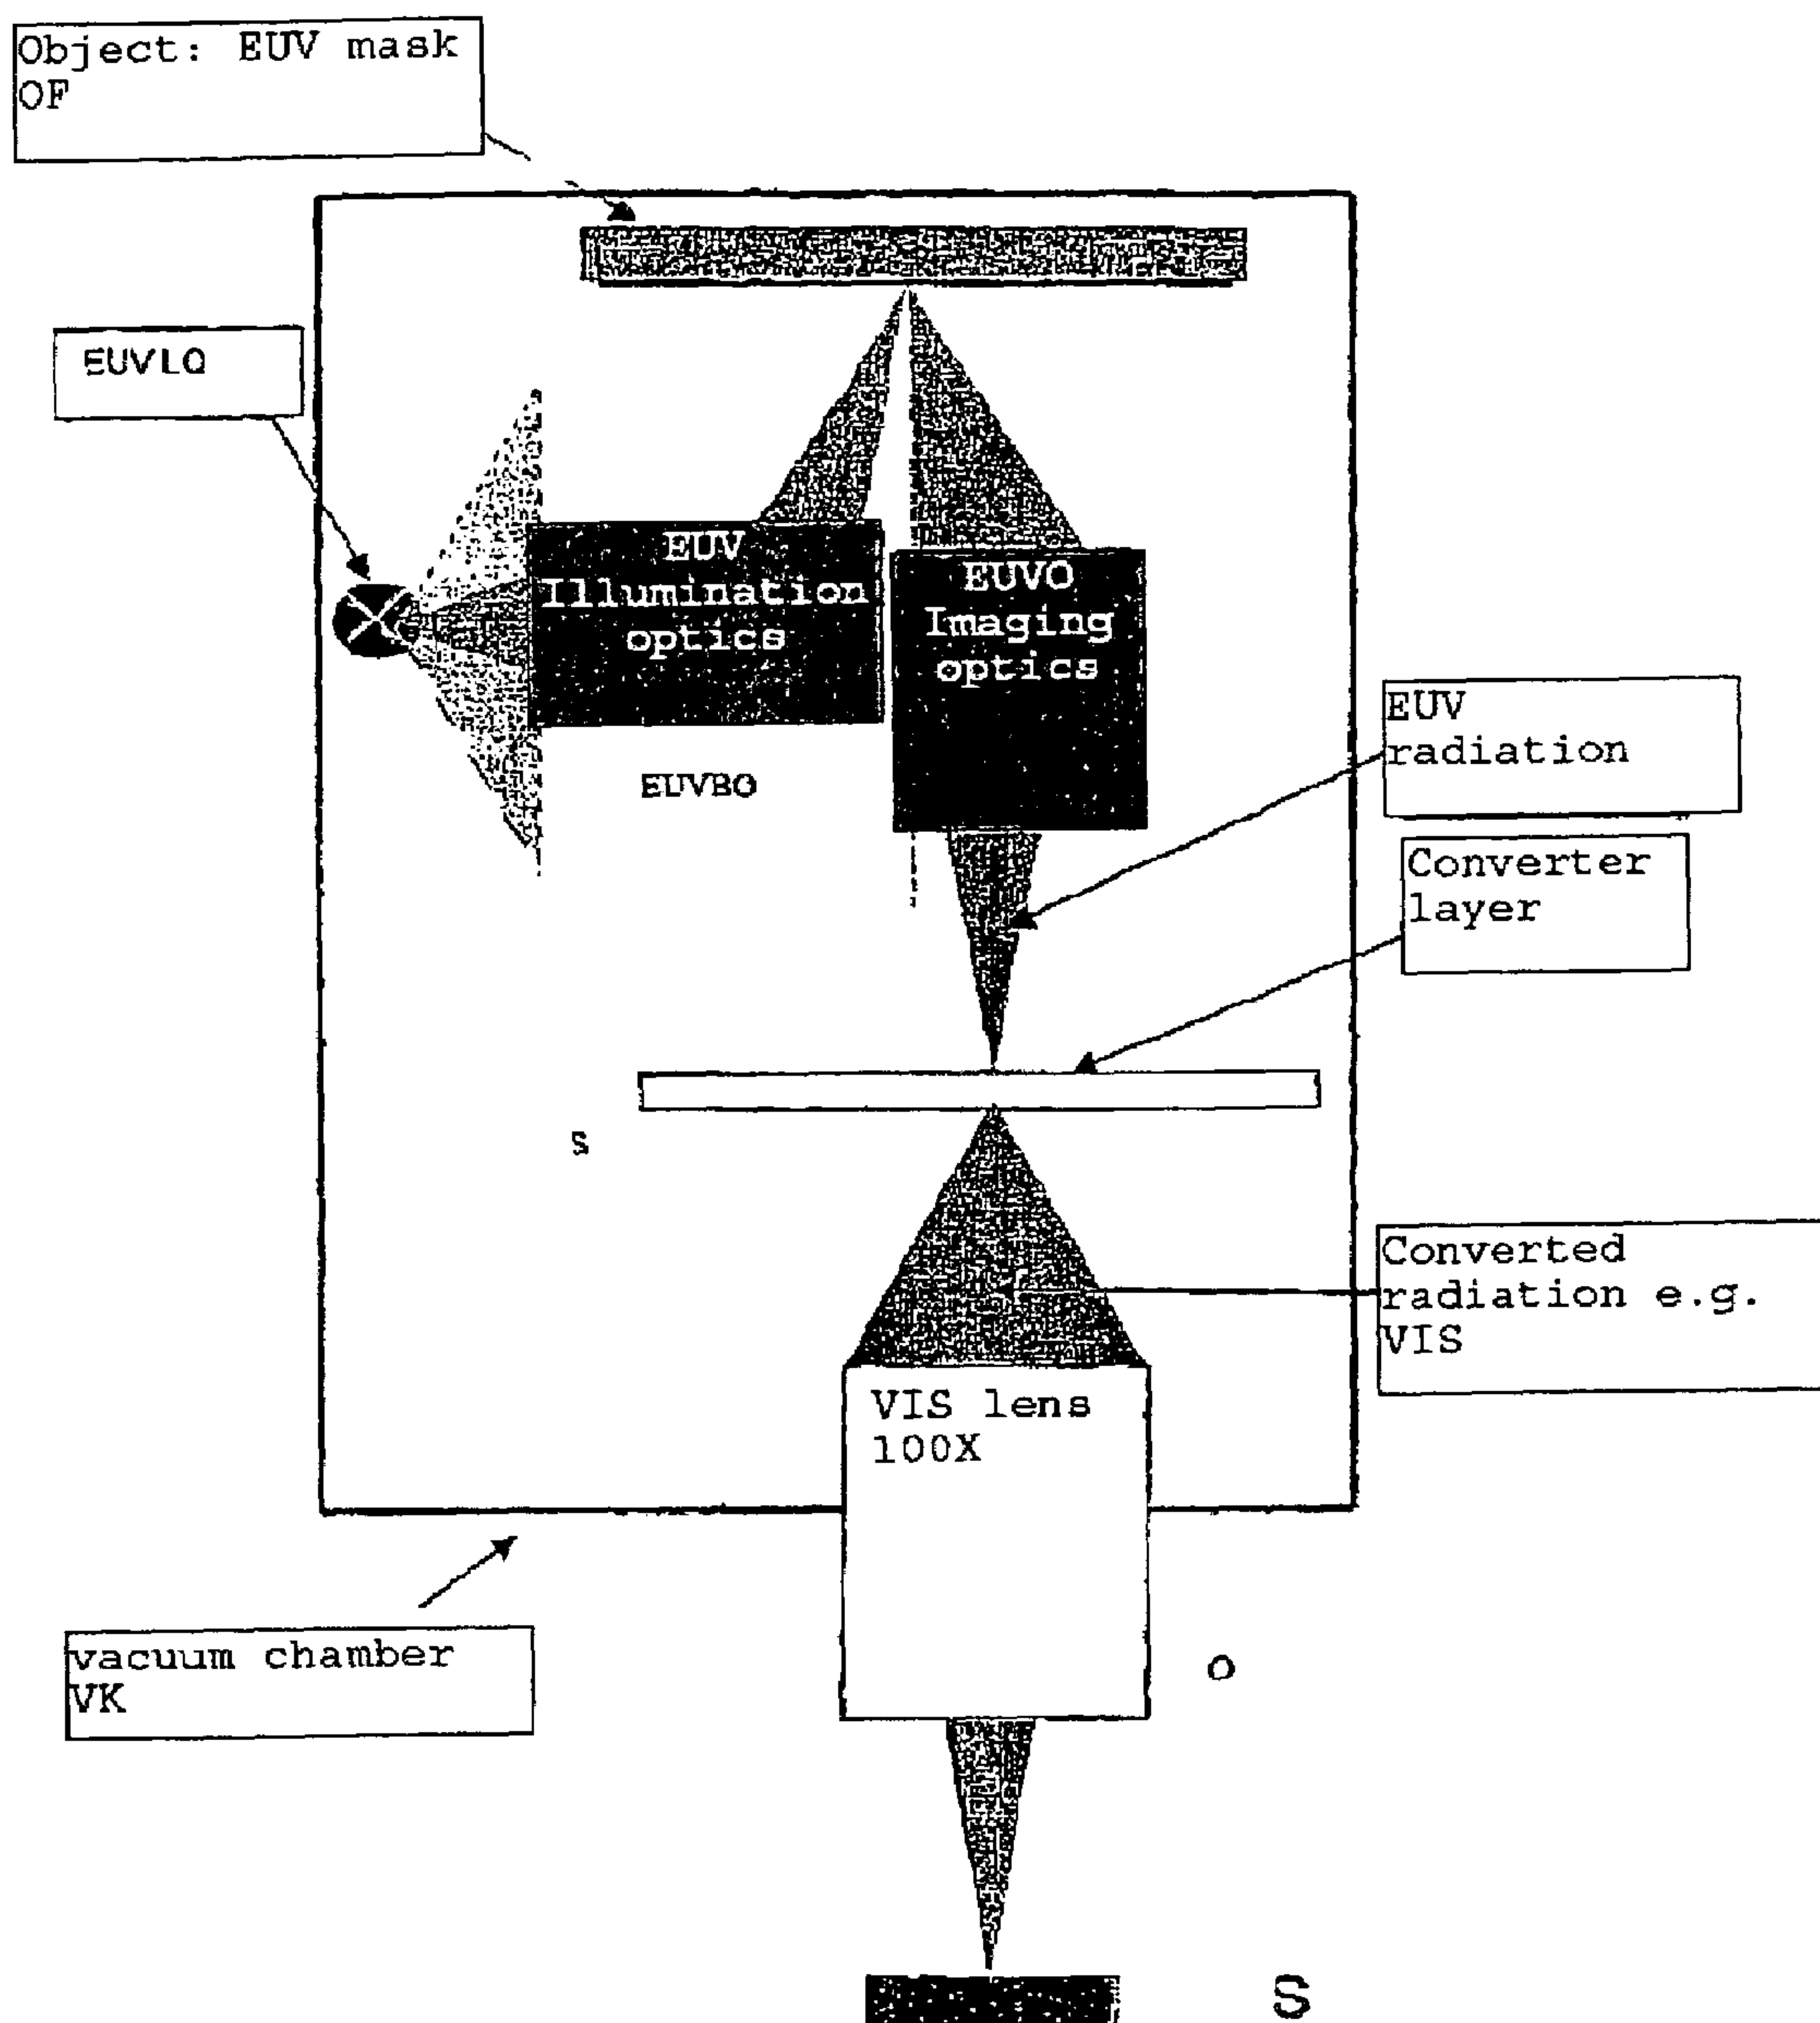 Object: EUV mask
OF
EUVLQ
EUV
Illumination
optics
EUVO
Imaging
optics
EUVBO
EUV
radiation
Converter
layer
S
Converted
radiation e.g.
VIS
VIS lens
100X
vacuum chamber
VK
O
S